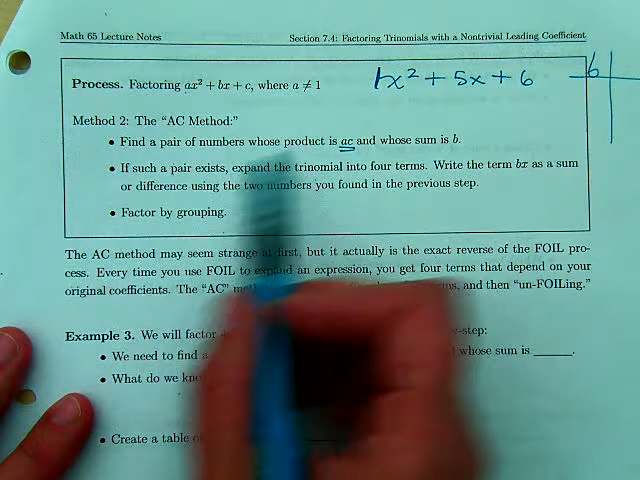 Math 65 Lecture Notes Section 7.4: Factoring Trinomials with a Nontrivial Leading Coefficient
Process. Factoring ax² + bx + c, where a ≠ 1 1x² + 5x + 6 6
Method 2: The "AC Method:"
• Find a pair of numbers whose product is ac and whose sum is b.
• If such a pair exists, expand the trinomial into four terms. Write the term bx as a sum
or difference using the two numbers you found in the previous step.
• Factor by grouping.
The AC method may seem strange at first, but it actually is the exact reverse of the FOIL pro-
cess. Every time you use FOIL to expand an expression, you get four terms that depend on your
original coefficients. The "AC" and then "un-FOILing."
Example 3. We will factor
• We need to find a whose sum is ______.
• What do we
• Create a table